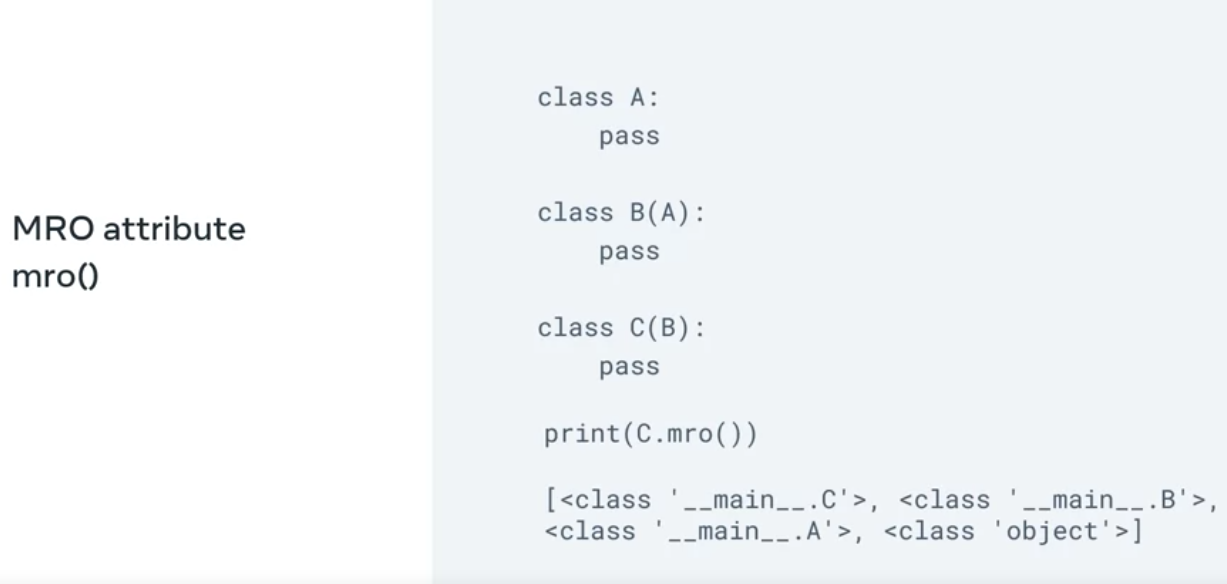 MRO attribute
mro()
class A:
    pass
class B(A):
    pass
class C(B):
    pass
print(C.mro())
[<class '__main__.C'>, <class '__main__.B'>,
<class '__main__.A'>, <class 'object'>]